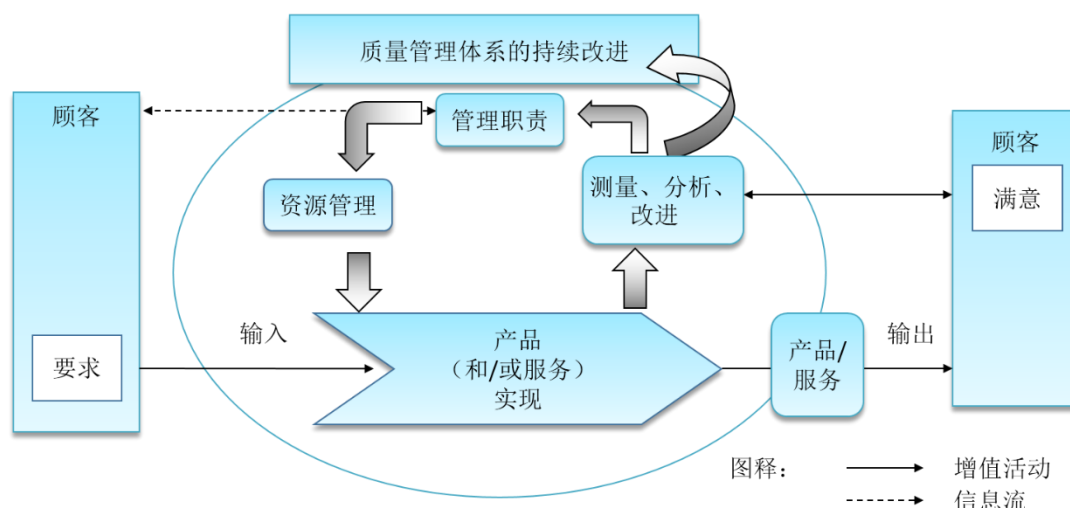 质量管理体系的持续改进
顾客
管理职责
顾客
资源管理
测量、分析、
改进
满意
输入
产品
（和/或服务）
实现
产品/
服务
输出
要求
图释：
增值活动
信息流